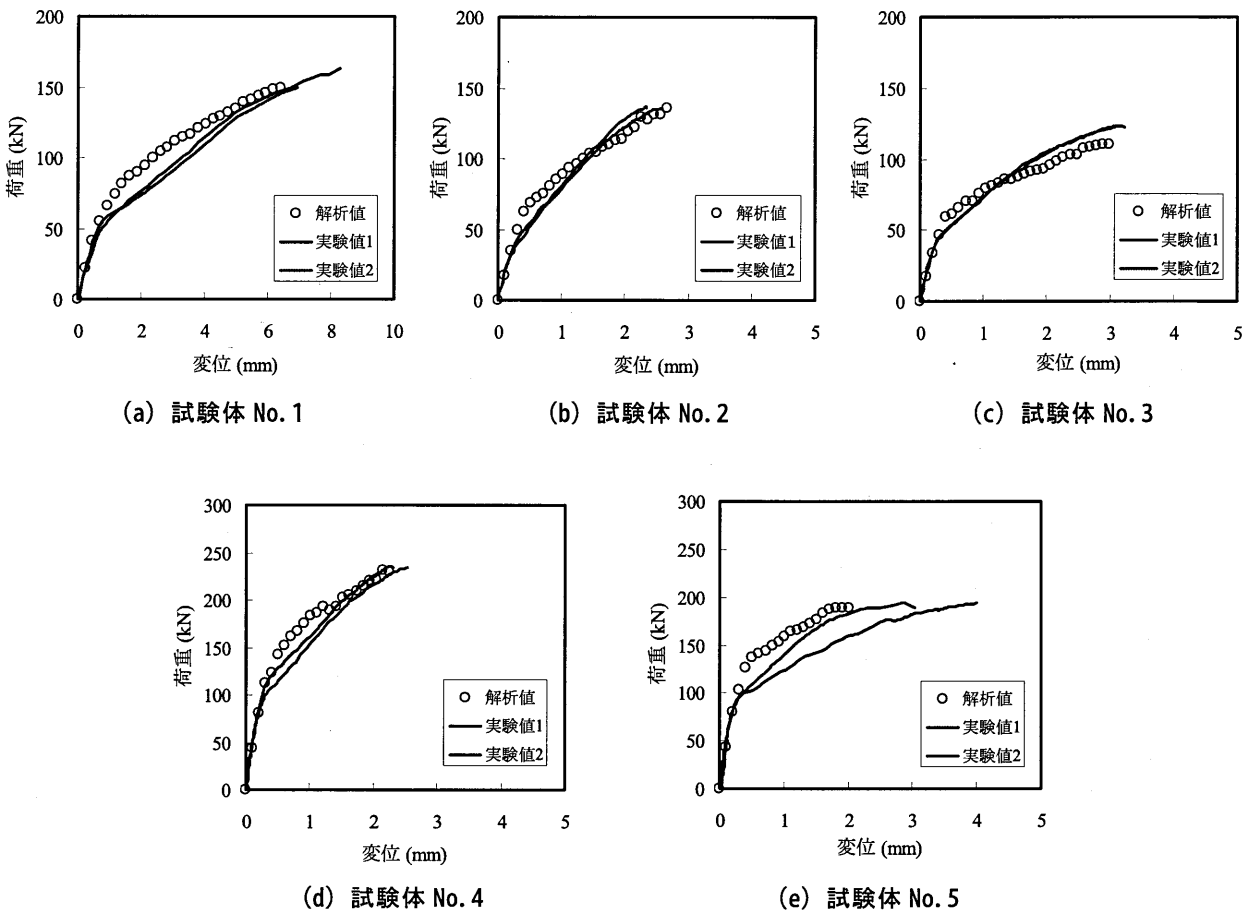 荷重 (kN)
200
150
100
50
0
0 2 4 6 8 10
変位 (mm)
解析値
実験値1
実験値2
(a) 試験体 No. 1
荷重 (kN)
200
150
100
50
0
0 1 2 3 4 5
変位 (mm)
解析値
実験値1
実験値2
(b) 試験体 No. 2
荷重 (kN)
200
150
100
50
0
0 1 2 3 4 5
変位 (mm)
解析値
実験値1
実験値2
(c) 試験体 No. 3
荷重 (kN)
300
250
200
150
100
50
0
0 1 2 3 4 5
変位 (mm)
解析値
実験値1
実験値2
(d) 試験体 No. 4
荷重 (kN)
300
250
200
150
100
50
0
0 1 2 3 4 5
変位 (mm)
解析値
実験値1
実験値2
(e) 試験体 No. 5